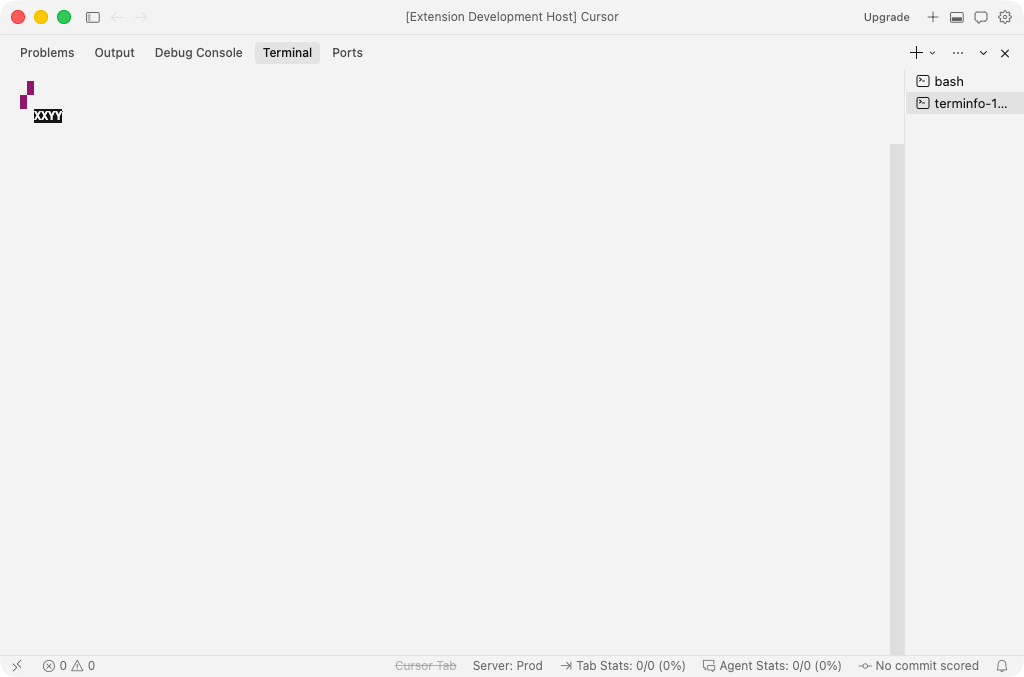 [Extension Development Host] Cursor
Upgrade
Problems Output Debug Console Terminal Ports
bash
terminfo-1...
XXYY
0 0 Cursor Tab Server: Prod Tab Stats: 0/0 (0%) Agent Stats: 0/0 (0%) No commit scored